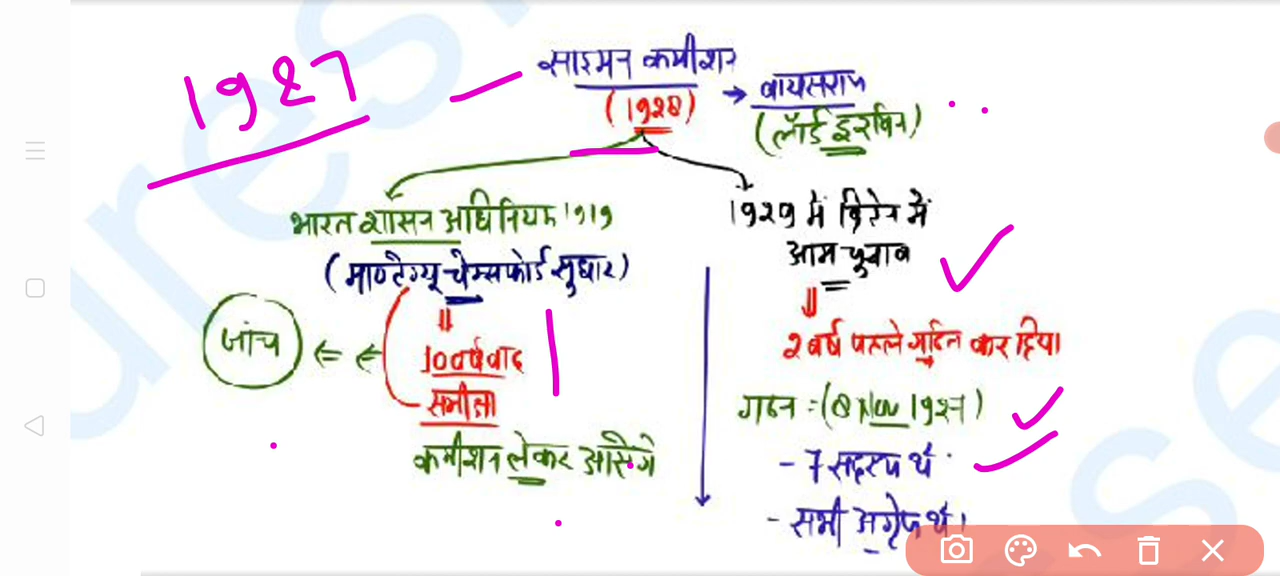 1927
साइमन कमीशन
(1928)
→ वायसराय
(लॉर्ड इरविन)
भारत शासन अधिनियम 1919
(माण्टेग्यू चेम्सफोर्ड सुधार)
10 वर्ष बाद
समीक्षा
जांच
कमीशन लेकर आयेंगे
1929 में ब्रिटेन में
आम चुनाव
2 वर्ष पहले गठित कर दिया
गठन :- (8 Nov 1927)
- 7 सदस्य थे
- सभी अंग्रेज थे।